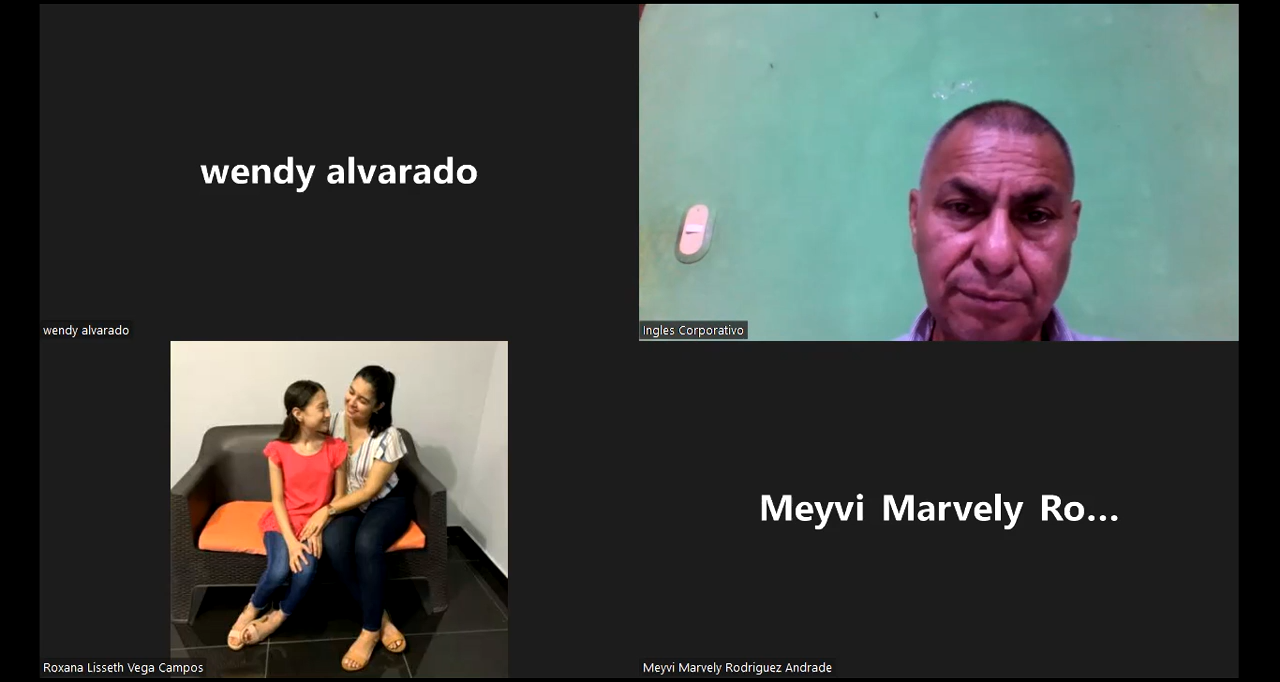 wendy alvarado
wendy alvarado
Ingles Corporativo
Meyvi Marvely Ro...
Roxana Lisseth Vega Campos
Meyvi Marvely Rodriguez Andrade